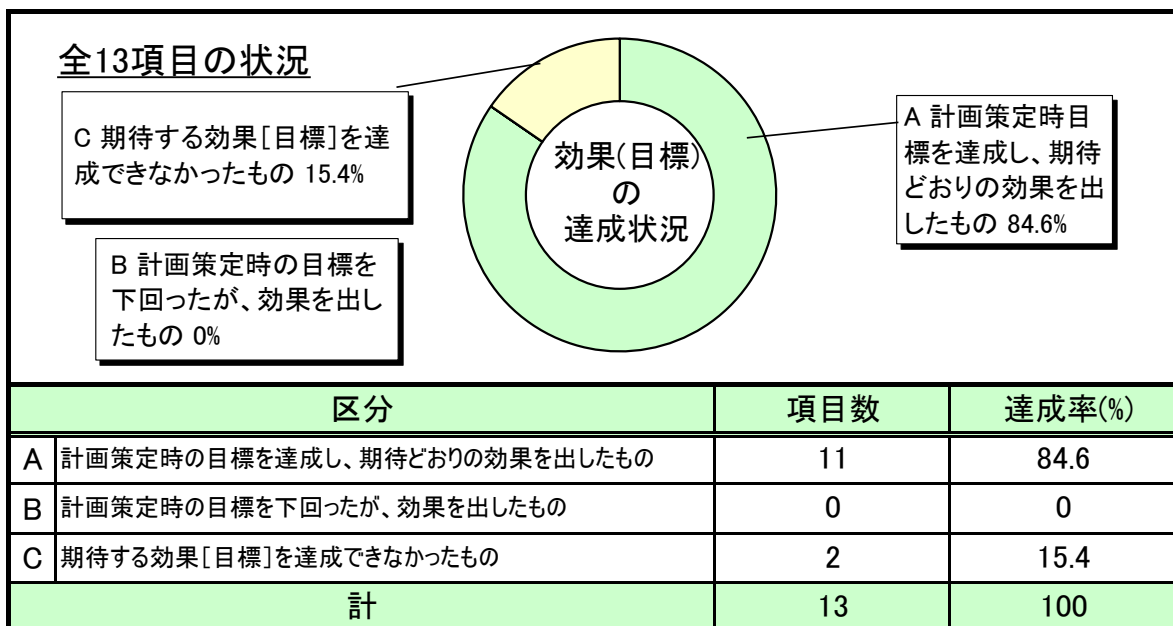 全13項目の状況
C 期待する効果[目標]を達
成できなかったもの 15.4%
B 計画策定時の目標を
下回ったが、効果を出し
たもの 0%
効果(目標)
の
達成状況
A 計画策定時目
標を達成し、期待
どおりの効果を出
したもの 84.6%
区分 項目数 達成率(%)
A 計画策定時の目標を達成し、期待どおりの効果を出したもの 11 84.6
B 計画策定時の目標を下回ったが、効果を出したもの 0 0
C 期待する効果[目標]を達成できなかったもの 2 15.4
計 13 100